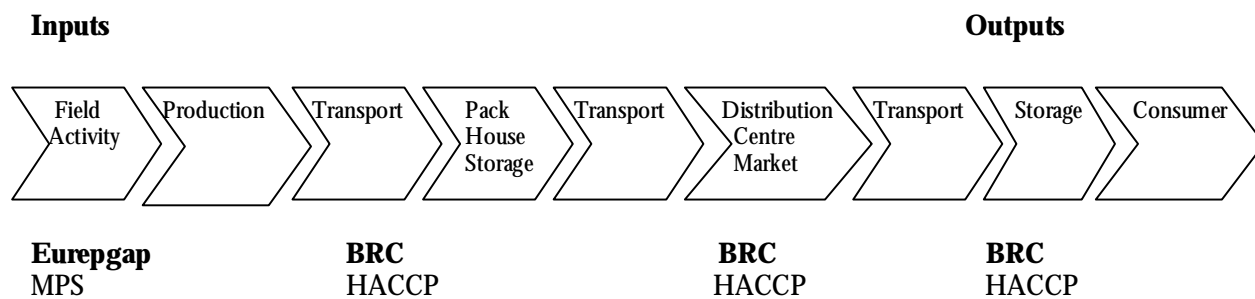 Inputs Outputs
Field Activity
Production
Transport
Pack House Storage
Transport
Distribution Centre Market
Transport
Storage
Consumer
Eurepgap BRC BRC BRC
MPS HACCP HACCP HACCP